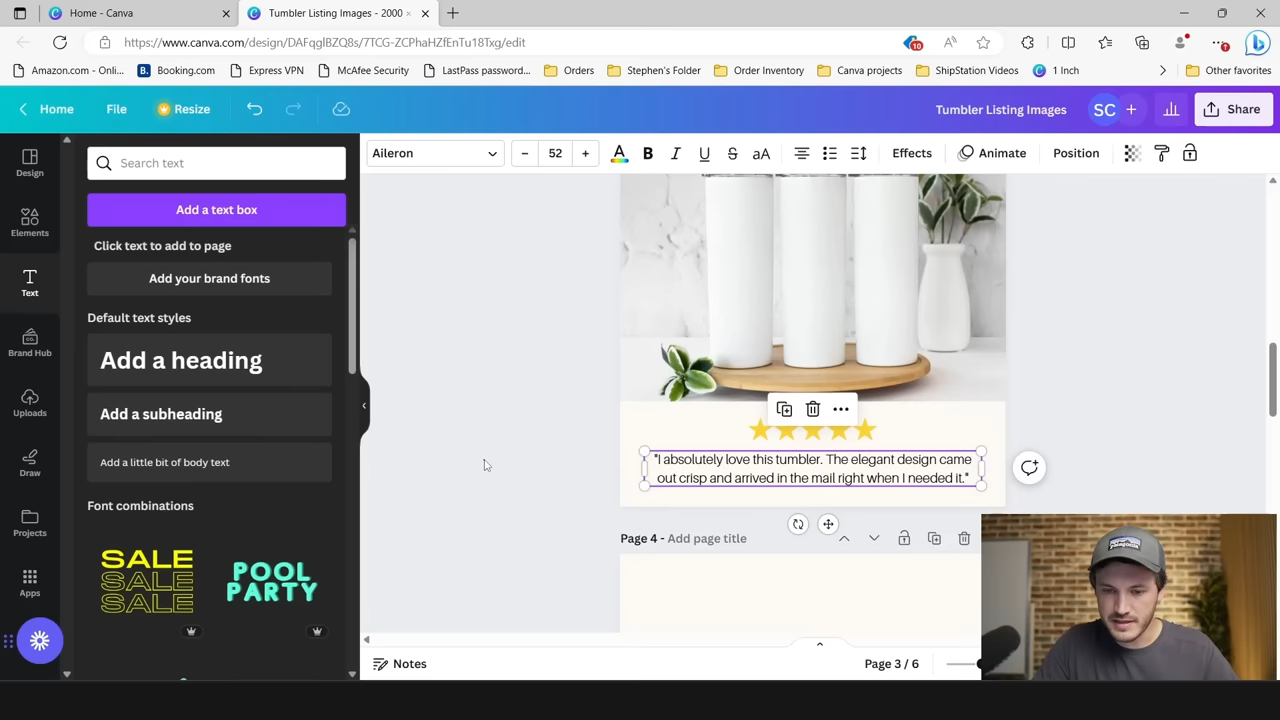 Home - Canva
Tumbler Listing Images - 2000 ×
https://www.canva.com/design/DAFqglBZQ8s/7TCG-ZCPhaHZfEnTu18Txg/edit
10
Amazon.com - Onli...
B. Booking.com
Express VPN
McAfee Security
LastPass password...
Orders
Stephen's Folder
Order Inventory
Canva projects
ShipStation Videos
1 Inch
Other favorites
Home
File
Resize
Tumbler Listing Images
SC
Share
Aileron
52
B I U S aA
Effects
Animate
Position
Design
Elements
Text
Brand Hub
Uploads
Draw
Projects
Apps
Search text
Add a text box
Click text to add to page
Add your brand fonts
Default text styles
Add a heading
Add a subheading
Add a little bit of body text
Font combinations
SALE
SALE
SALE
POOL
PARTY
"I absolutely love this tumbler. The elegant design came
out crisp and arrived in the mail right when I needed it."
Page 4 - Add page title
Notes
Page 3 / 6